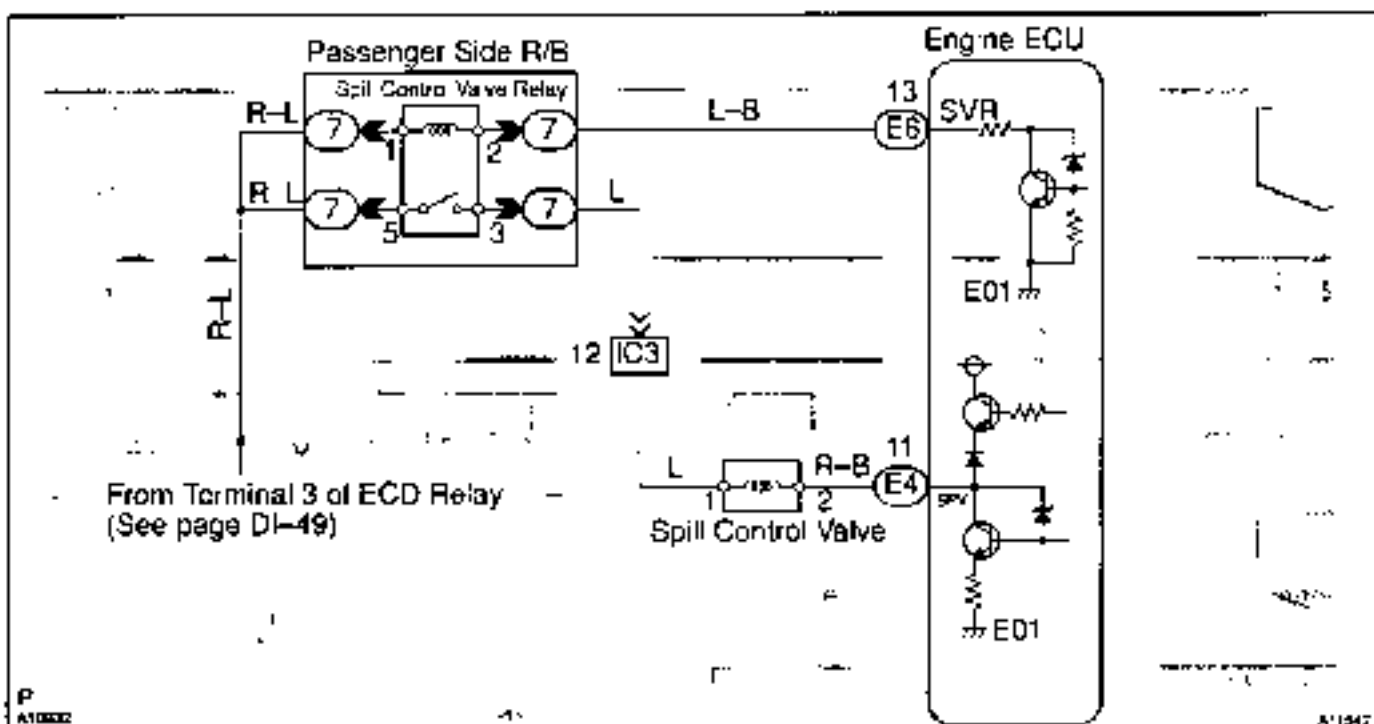 Passenger Side R/B
Engine ECU
Spill Control Valve Relay
R-L
7
1
2
7
L-B
13
E6
SVR
R L
7
5
3
7
L
E01
R-L
12
IC3
From Terminal 3 of ECD Relay
(See page DI-49)
L
1
2
R-B
11
E4
SPV
Spill Control Valve
E01
P